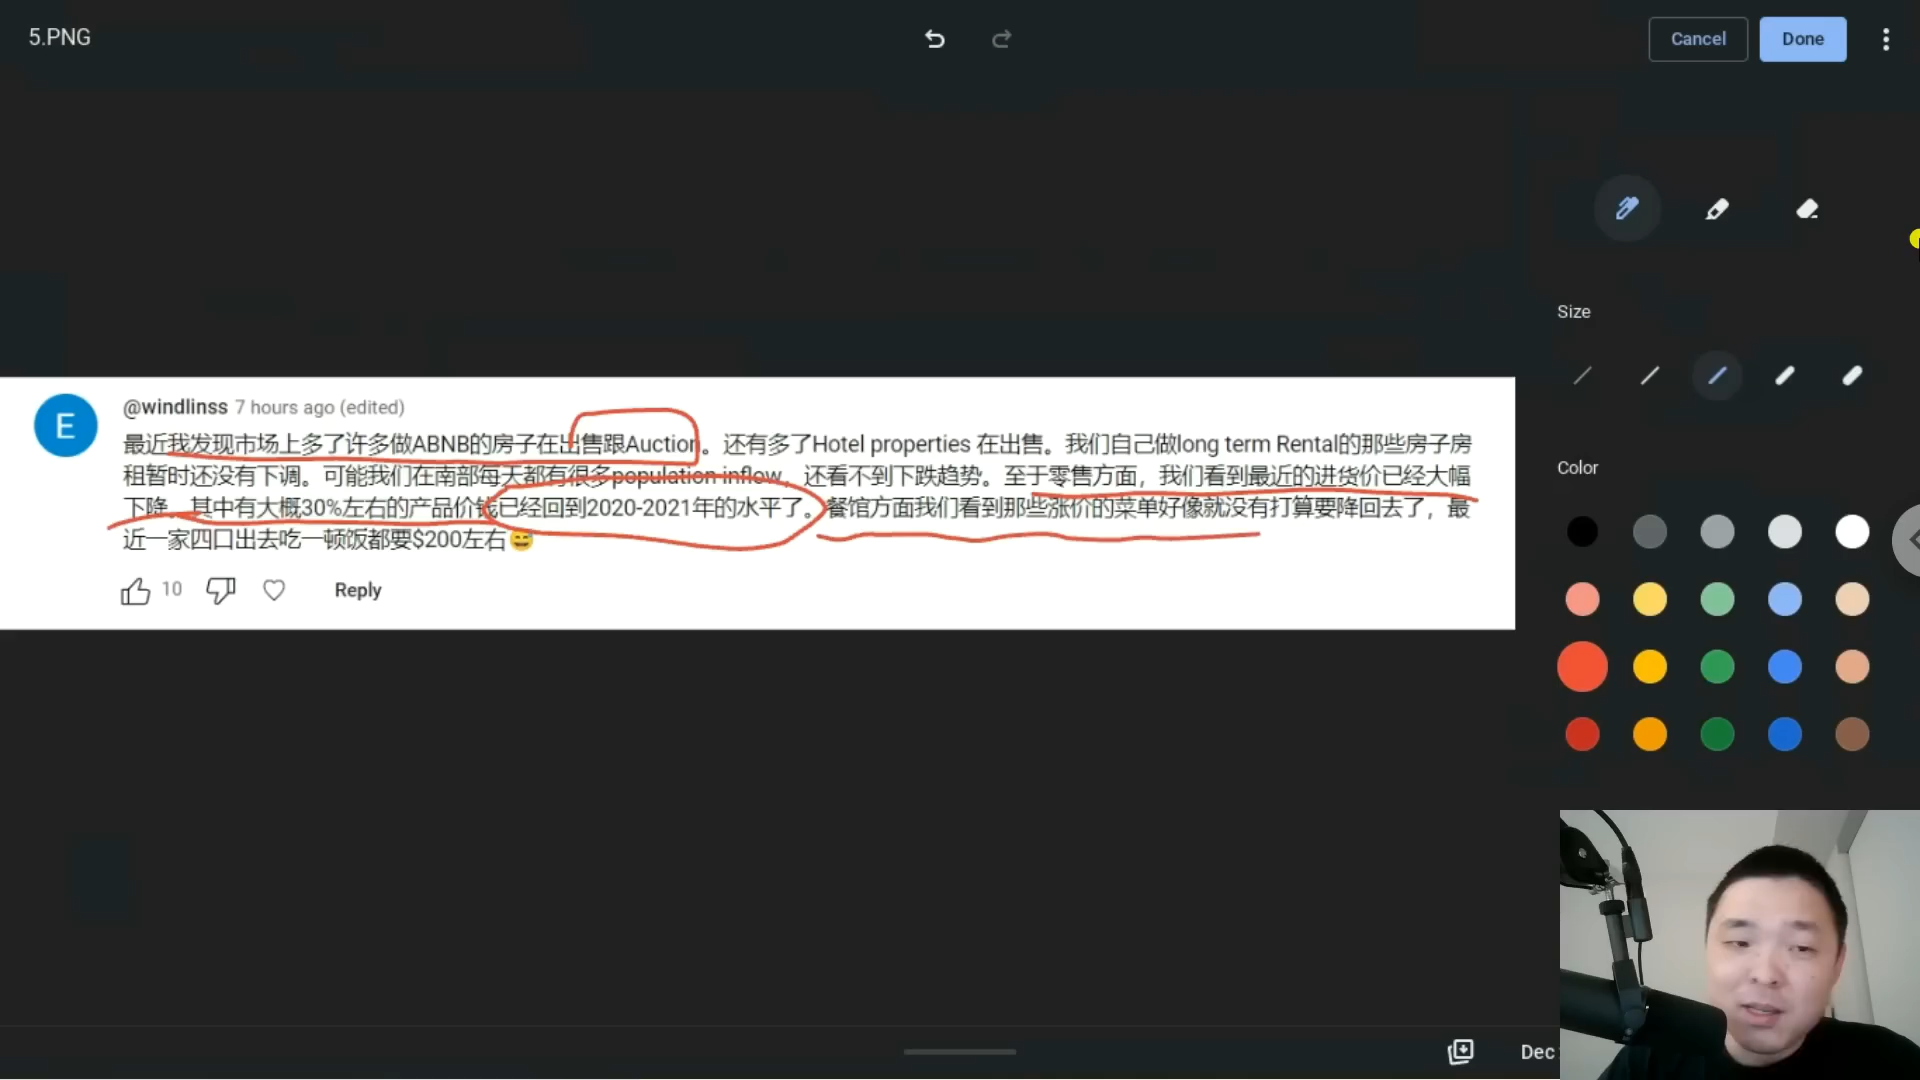 5.PNG
Cancel
Done
Size
Color
E
@windlinss 7 hours ago (edited)
最近我发现市场上多了许多做ABNB的房子在出售跟Auction。还有多了Hotel properties 在出售。我们自己做long term Rental的那些房子房
租暂时还没有下调。可能我们在南部每天都有很多population inflow，还看不到下跌趋势。至于零售方面，我们看到最近的进货价已经大幅
下降，其中有大概30%左右的产品价钱已经回到2020-2021年的水平了。餐馆方面我们看到那些涨价的菜单好像就没有打算要降回去了，最
近一家四口出去吃一顿饭都要$200左右😅
10
Reply
Dec